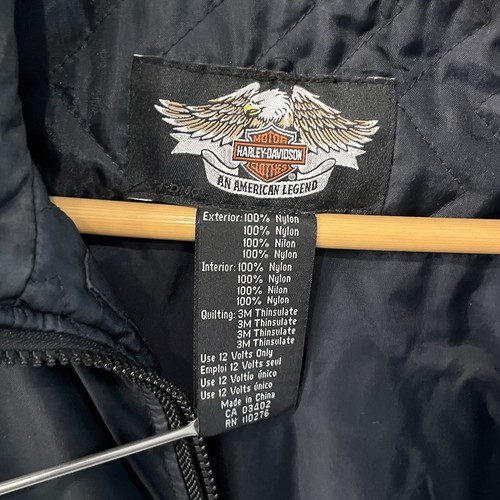 MOTOR
HARLEY-DAVIDSON
CLOTHES
®
AN AMERICAN LEGEND
Exterior: 100% Nylon
100% Nylon
100% Nilon
100% Nylon
Interior: 100% Nylon
100% Nylon
100% Nilon
100% Nylon
Quilting: 3M Thinsulate
3M Thinsulate
3M Thinsulate
3M Thinsulate
Use 12 Volts Only
Emploi 12 Volts seul
Use 12 Voltio único
Use 12 Volts único
Made in China
CA 03402
RN 110276